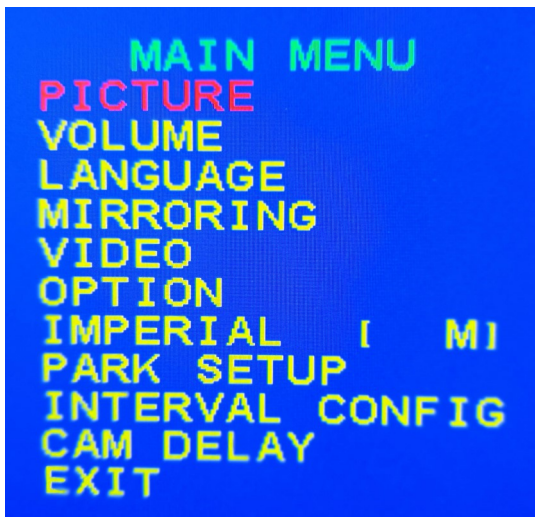 MAIN MENU
PICTURE
VOLUME
LANGUAGE
MIRRORING
VIDEO
OPTION
IMPERIAL [ M]
PARK SETUP
INTERVAL CONFIG
CAM DELAY
EXIT